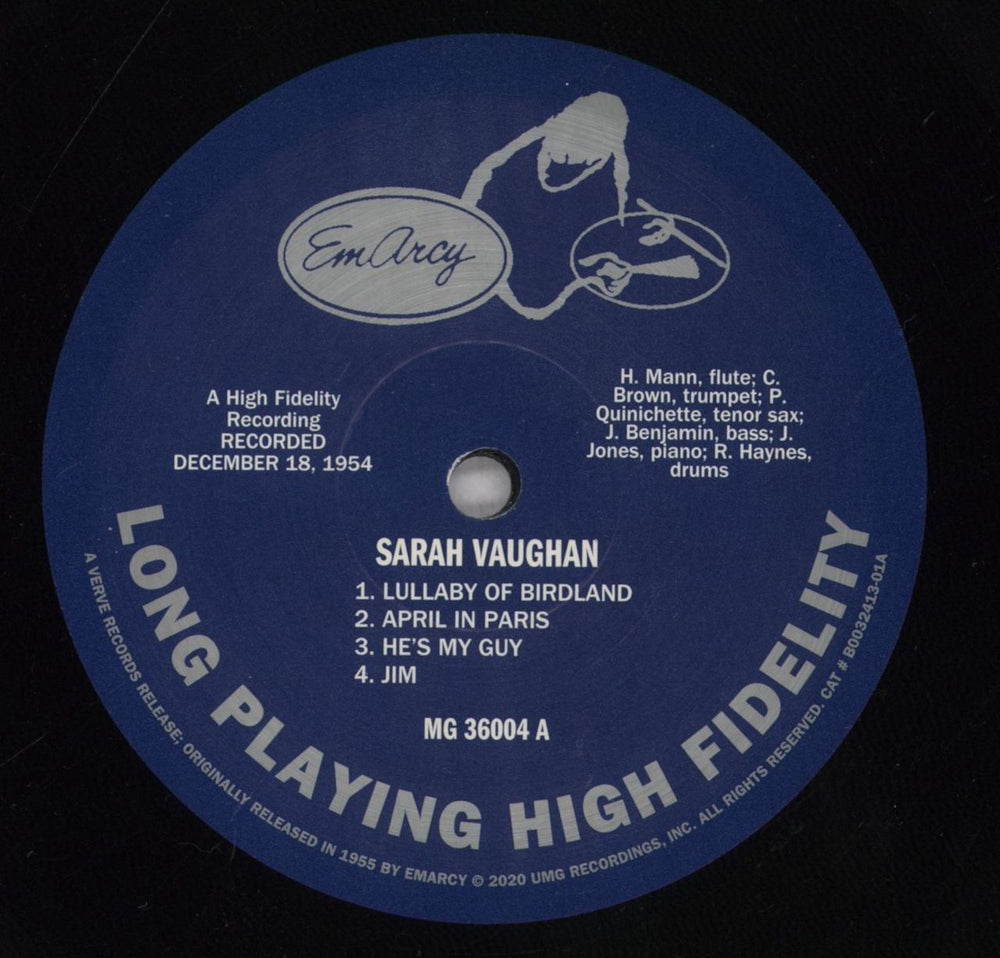 EmArcy
A High Fidelity
Recording
RECORDED
DECEMBER 18, 1954
H. Mann, flute; C.
Brown, trumpet; P.
Quinichette, tenor sax;
J. Benjamin, bass; J.
Jones, piano; R. Haynes,
drums
SARAH VAUGHAN
1. LULLABY OF BIRDLAND
2. APRIL IN PARIS
3. HE'S MY GUY
4. JIM
MG 36004 A
LONG PLAYING HIGH FIDELITY
A VERVE RECORDS RELEASE; ORIGINALLY RELEASED IN 1955 BY EMARCY © 2020 UMG RECORDINGS, INC. ALL RIGHTS RESERVED. CAT # B0032413-01A